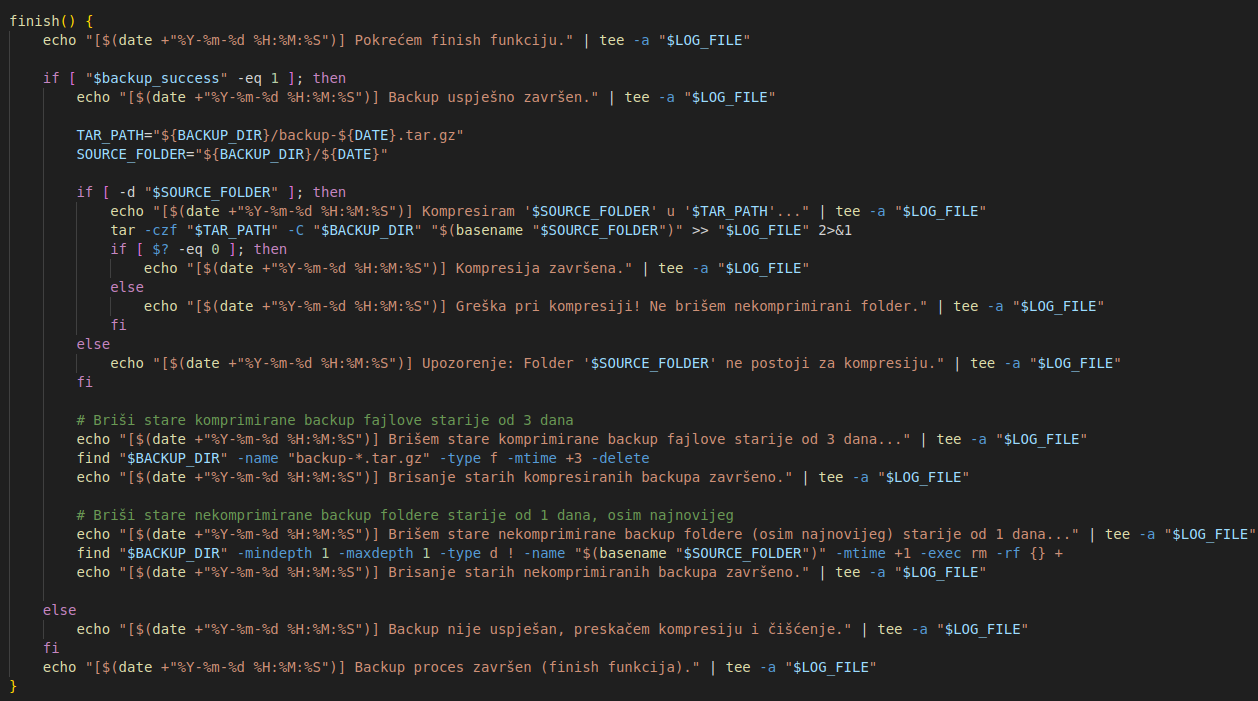 finish() {
    echo "[$(date +"%Y-%m-%d %H:%M:%S")] Pokrećem finish funkciju." | tee -a "$LOG_FILE"

    if [ "$backup_success" -eq 1 ]; then
        echo "[$(date +"%Y-%m-%d %H:%M:%S")] Backup uspješno završen." | tee -a "$LOG_FILE"

        TAR_PATH="${BACKUP_DIR}/backup-${DATE}.tar.gz"
        SOURCE_FOLDER="${BACKUP_DIR}/${DATE}"

        if [ -d "$SOURCE_FOLDER" ]; then
            echo "[$(date +"%Y-%m-%d %H:%M:%S")] Kompresiram '$SOURCE_FOLDER' u '$TAR_PATH'..." | tee -a "$LOG_FILE"
            tar -czf "$TAR_PATH" -C "$BACKUP_DIR" "$(basename "$SOURCE_FOLDER")" >> "$LOG_FILE" 2>&1
            if [ $? -eq 0 ]; then
                echo "[$(date +"%Y-%m-%d %H:%M:%S")] Kompresija završena." | tee -a "$LOG_FILE"
            else
                echo "[$(date +"%Y-%m-%d %H:%M:%S")] Greška pri kompresiji! Ne brišem nekomprimirani folder." | tee -a "$LOG_FILE"
            fi
        else
            echo "[$(date +"%Y-%m-%d %H:%M:%S")] Upozorenje: Folder '$SOURCE_FOLDER' ne postoji za kompresiju." | tee -a "$LOG_FILE"
        fi

        # Briši stare komprimirane backup fajlove starije od 3 dana
        echo "[$(date +"%Y-%m-%d %H:%M:%S")] Brišem stare komprimirane backup fajlove starije od 3 dana..." | tee -a "$LOG_FILE"
        find "$BACKUP_DIR" -name "backup-*.tar.gz" -type f -mtime +3 -delete
        echo "[$(date +"%Y-%m-%d %H:%M:%S")] Brisanje starih kompresiranih backupa završeno." | tee -a "$LOG_FILE"

        # Briši stare nekomprimirane backup foldere starije od 1 dana, osim najnovijeg
        echo "[$(date +"%Y-%m-%d %H:%M:%S")] Brišem stare nekomprimirane backup foldere (osim najnovijeg) starije od 1 dana..." | tee -a "$LOG_FILE"
        find "$BACKUP_DIR" -mindepth 1 -maxdepth 1 -type d ! -name "$(basename "$SOURCE_FOLDER")" -mtime +1 -exec rm -rf {} +
        echo "[$(date +"%Y-%m-%d %H:%M:%S")] Brisanje starih nekomprimiranih backupa završeno." | tee -a "$LOG_FILE"

    else
        echo "[$(date +"%Y-%m-%d %H:%M:%S")] Backup nije uspješan, preskačem kompresiju i čišćenje." | tee -a "$LOG_FILE"
    fi
    echo "[$(date +"%Y-%m-%d %H:%M:%S")] Backup proces završen (finish funkcija)." | tee -a "$LOG_FILE"
}